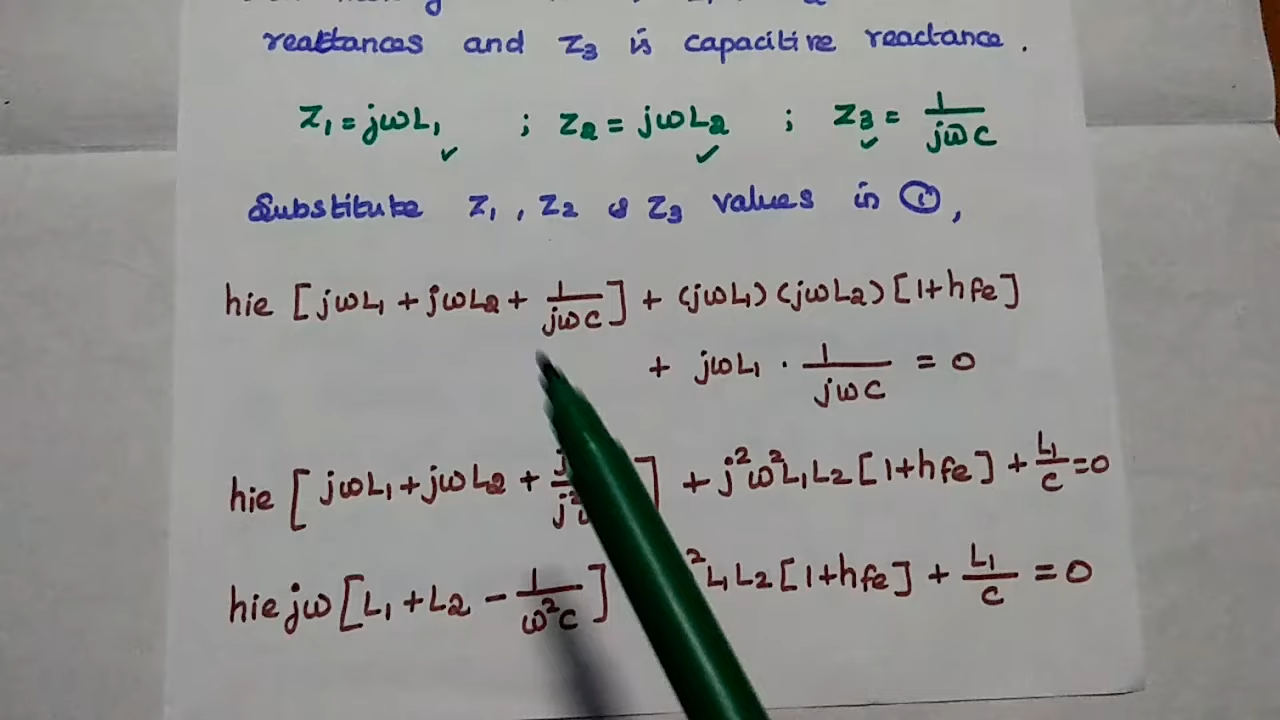 reactances and Z3 is capacitive reactance.
Z1 = jωL1 ; Z2 = jωL2 ; Z3 = 1/jωC
Substitute Z1, Z2 & Z3 values in ①,
hie [jωL1 + jωL2 + 1/jωC] + (jωL1) (jωL2) [1+hfe]
+ jωL1 · 1/jωC = 0
hie [jωL1 + jωL2 + ] + j²ω²L1L2 [1+hfe] + L1/C = 0
hie jω [L1 + L2 - 1/ω²C] ²L1L2 [1+hfe] + L1/C = 0